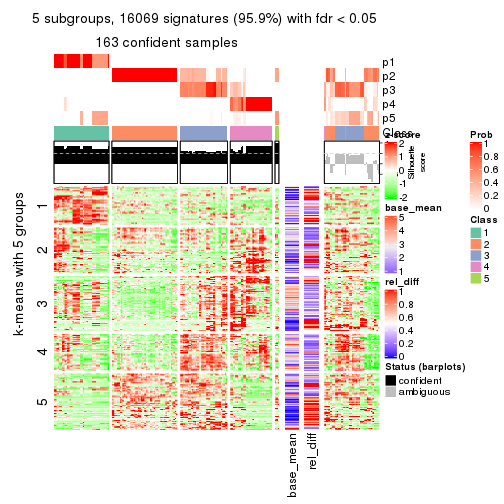 5 subgroups, 16069 signatures (95.9%) with fdr < 0.05
163 confident samples
p1
p2
p3
p4
p5
Class
z-score
2
1
0
-1
-2
Silhouette
score
k-means with 5 groups
1
2
3
4
5
base_mean
5
4
3
2
1
rel_diff
1
0.8
0.6
0.4
0.2
0
Status (barplots)
confident
ambiguous
Prob
1
0.8
0.6
0.4
0.2
0
Class
1
2
3
4
5
base_mean
rel_diff